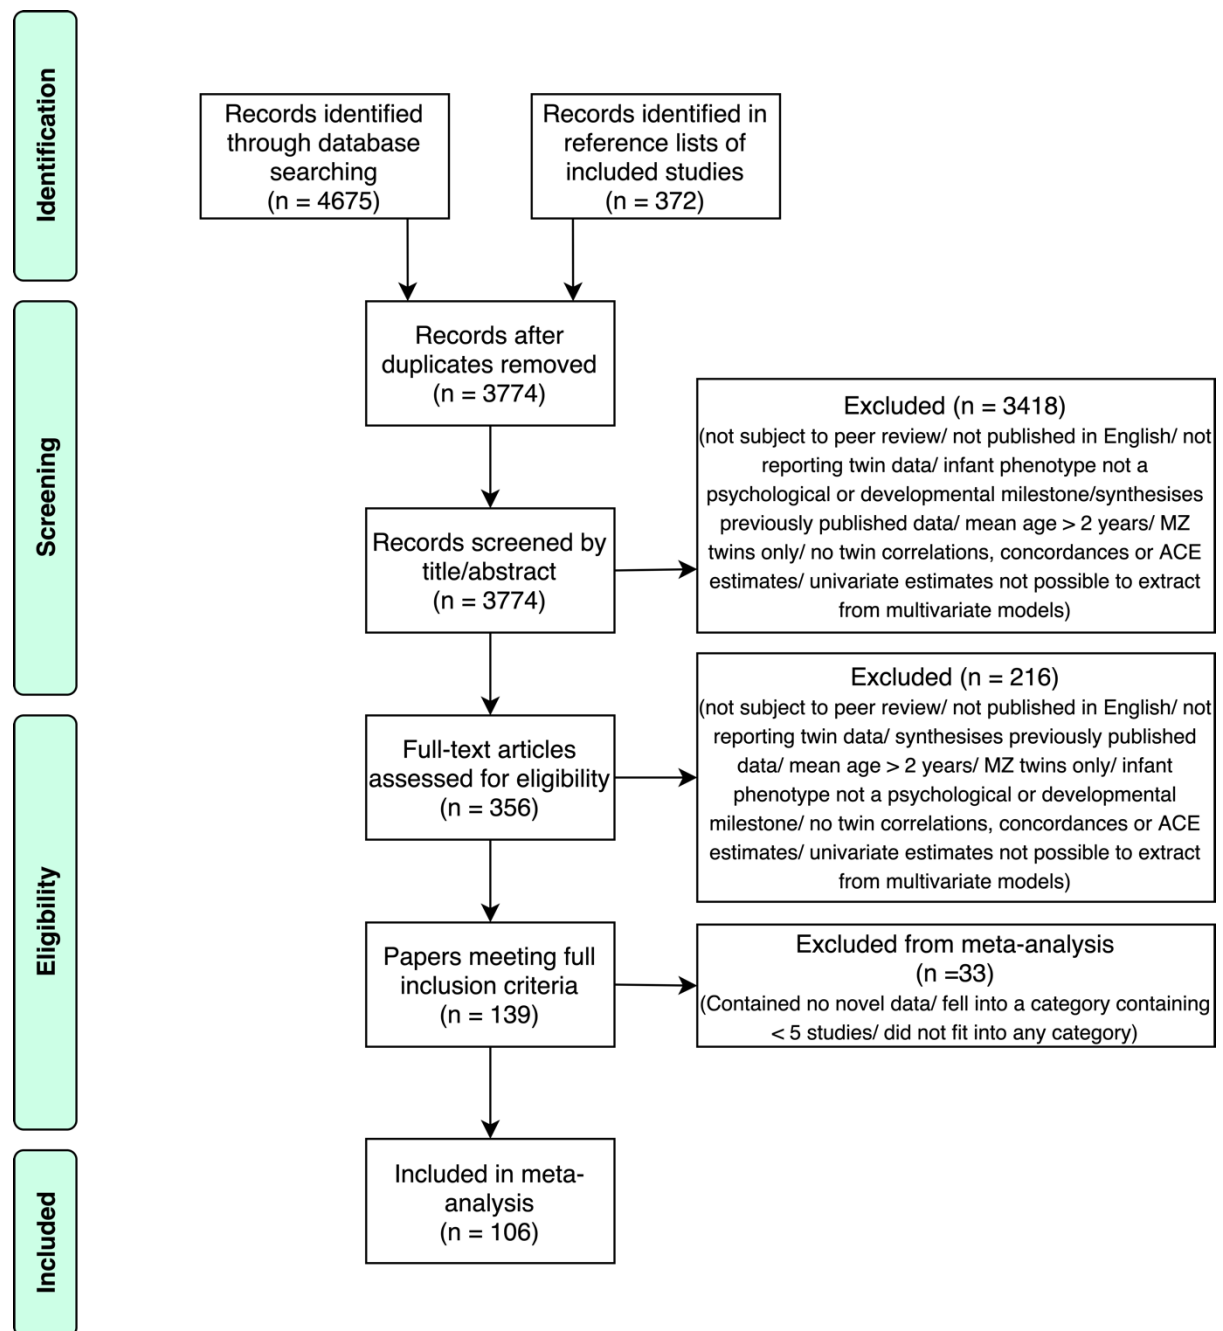 Identification
Records identified
through database
searching
(n = 4675)
Records identified in
reference lists of
included studies
(n = 372)
Screening
Records after
duplicates removed
(n = 3774)
Records screened by
title/abstract
(n = 3774)
Excluded (n = 3418)
(not subject to peer review/ not published in English/ not
reporting twin data/ infant phenotype not a
psychological or developmental milestone/synthesises
previously published data/ mean age > 2 years/ MZ
twins only/ no twin correlations, concordances or ACE
estimates/ univariate estimates not possible to extract
from multivariate models)
Eligibility
Full-text articles
assessed for eligibility
(n = 356)
Excluded (n = 216)
(not subject to peer review/ not published in English/ not
reporting twin data/ synthesises previously published
data/ mean age > 2 years/ MZ twins only/ infant
phenotype not a psychological or developmental
milestone/ no twin correlations, concordances or ACE
estimates/ univariate estimates not possible to extract
from multivariate models)
Papers meeting full
inclusion criteria
(n = 139)
Excluded from meta-analysis
(n =33)
(Contained no novel data/ fell into a category containing
< 5 studies/ did not fit into any category)
Included
Included in meta-
analysis
(n = 106)